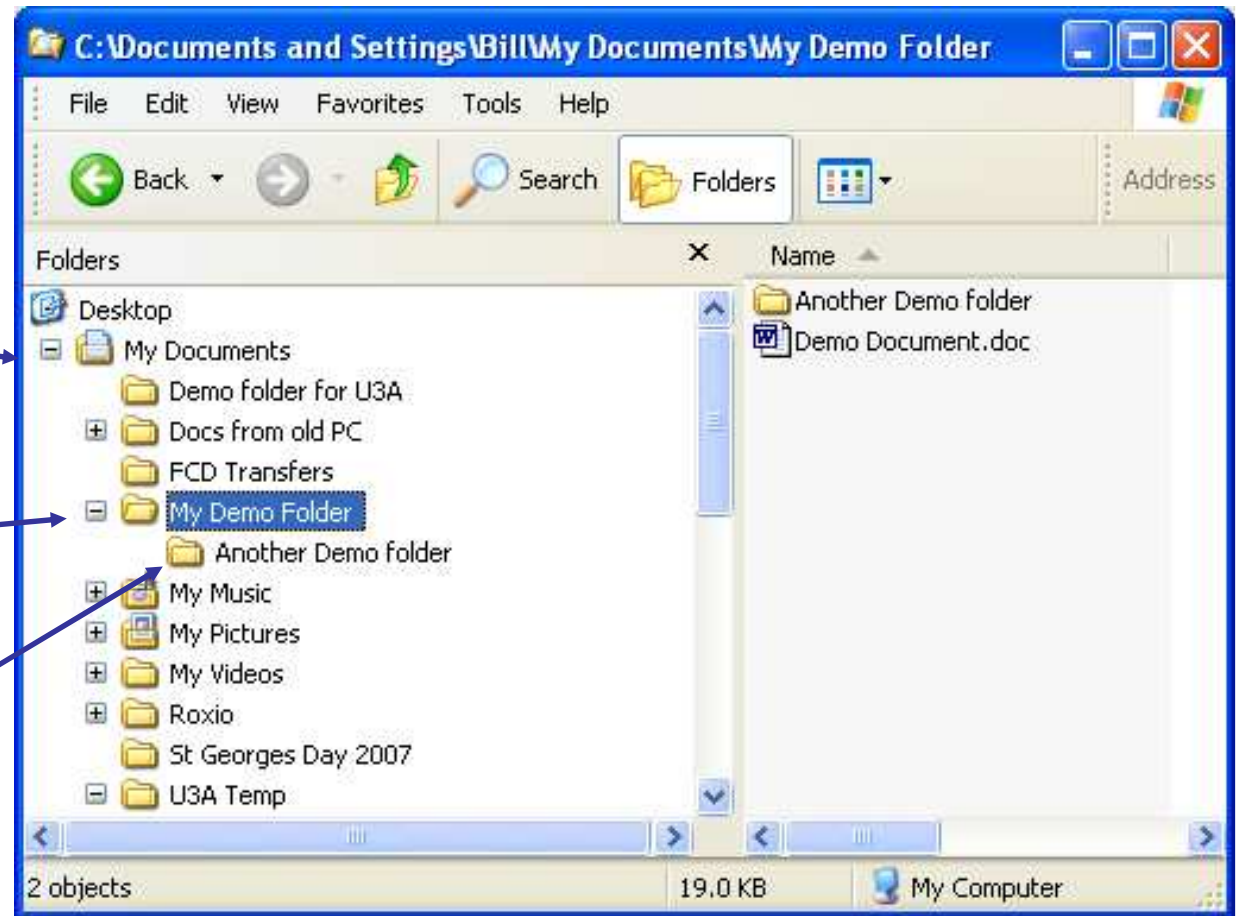 C:\Documents and Settings\Bill\My Documents\My Demo Folder
File Edit View Favorites Tools Help
Back Search Folders Address
Folders
Name
Desktop
My Documents
Demo folder for U3A
Docs from old PC
FCD Transfers
My Demo Folder
Another Demo folder
My Music
My Pictures
My Videos
Roxio
St Georges Day 2007
U3A Temp
Another Demo folder
Demo Document.doc
2 objects 19.0 KB My Computer